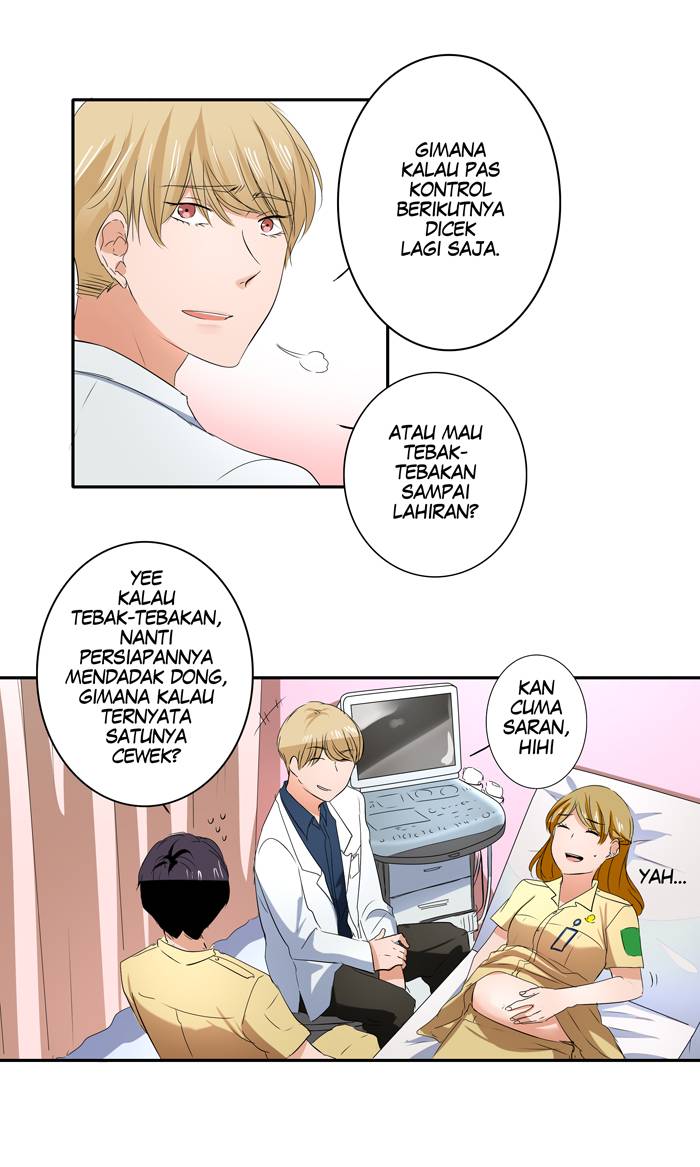 GIMANA
KALAU PAS
KONTROL
BERIKUTNYA
DICEK
LAGI SAJA.
ATAU MAU
TEBAK-
TEBAKAN
SAMPAI
LAHIRAN?
YEE
KALAU
TEBAK-TEBAKAN,
NANTI
PERSIAPANNYA
MENDADAK DONG,
GIMANA KALAU
TERNYATA
SATUNYA
CEWEK?
KAN
CUMA
SARAN,
HIHI
YAH...